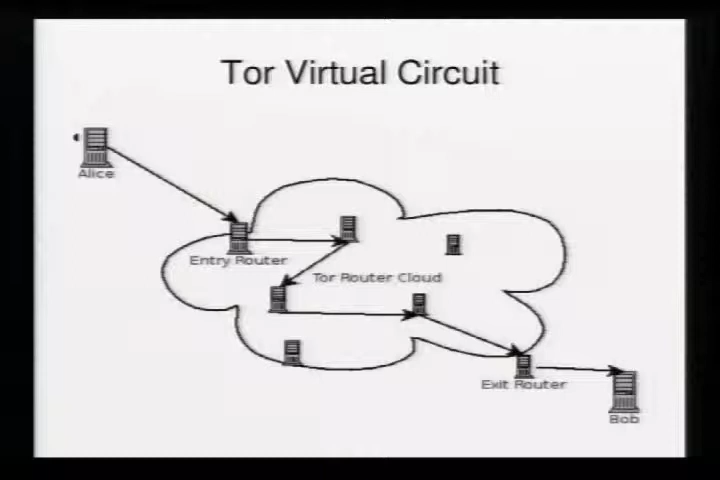 Tor Virtual Circuit
Alice
Entry Router
Tor Router Cloud
Exit Router
Bob